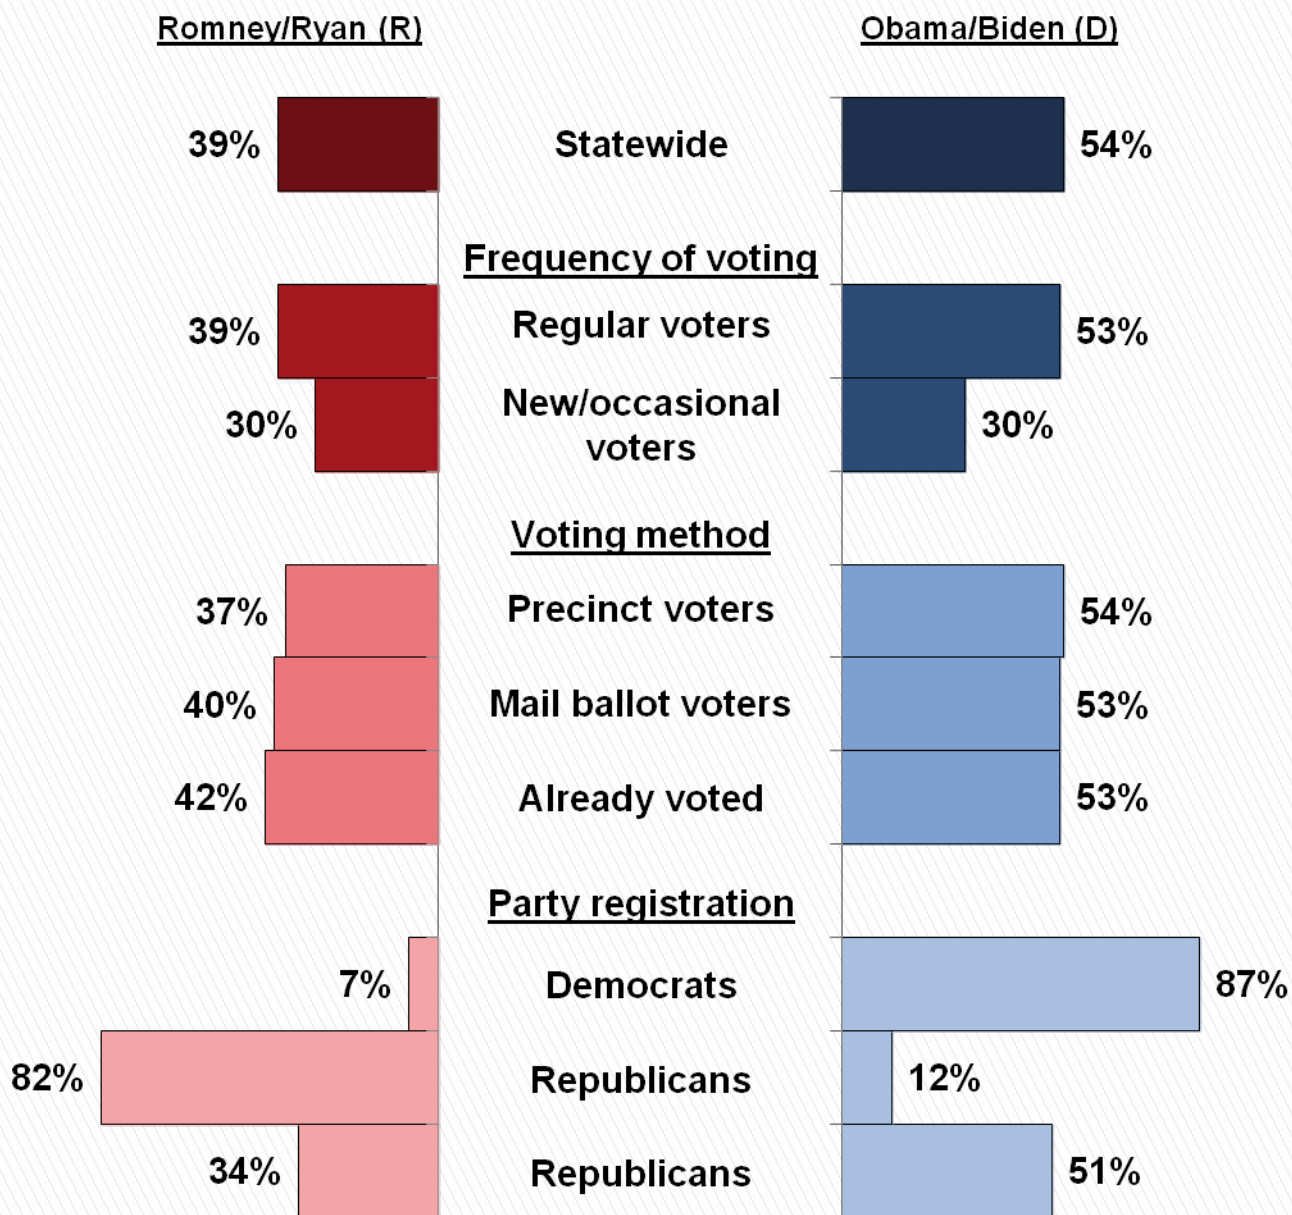 Romney/Ryan (R) Obama/Biden (D)
39% Statewide 54%
Frequency of voting
39% Regular voters 53%
30% New/occasional 30%
voters
Voting method
37% Precinct voters 54%
40% Mail ballot voters 53%
42% Already voted 53%
Party registration
7% Democrats 87%
82% Republicans 12%
34% Republicans 51%